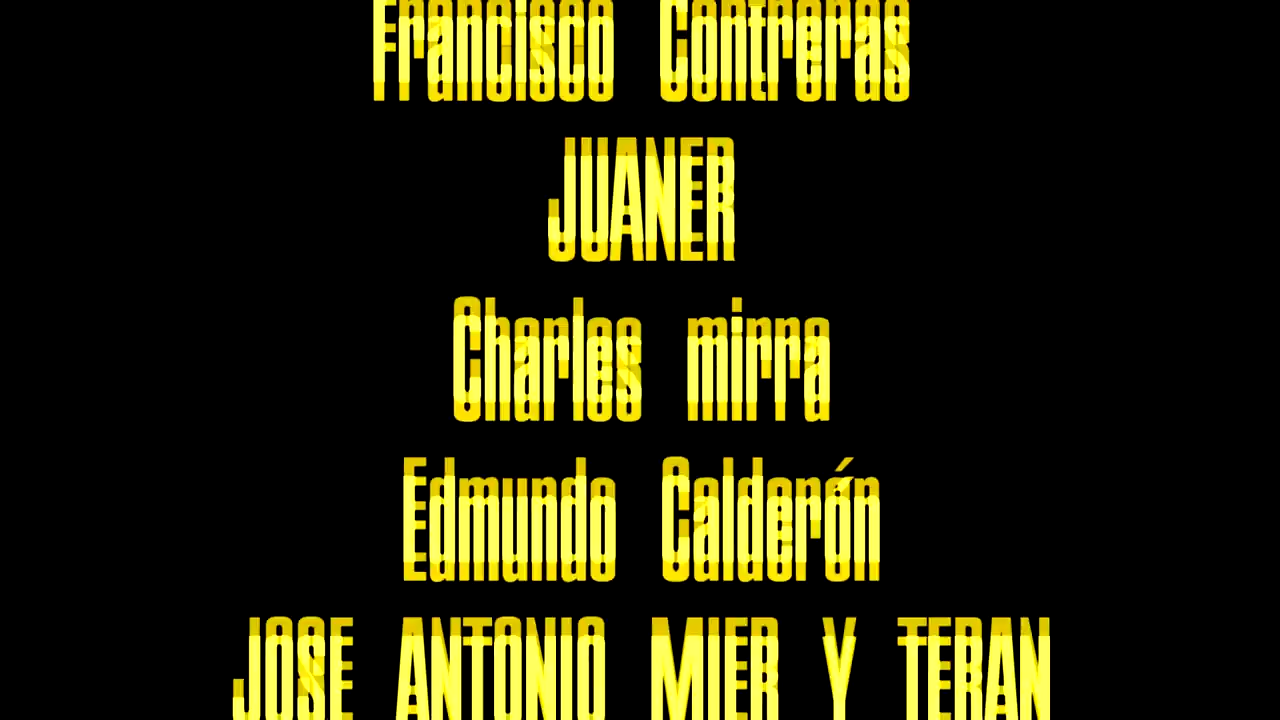 Francisco Contreras
JUANER
Charles mirra
Edmundo Calderón
JOSE ANTONIO MIER Y TERAN